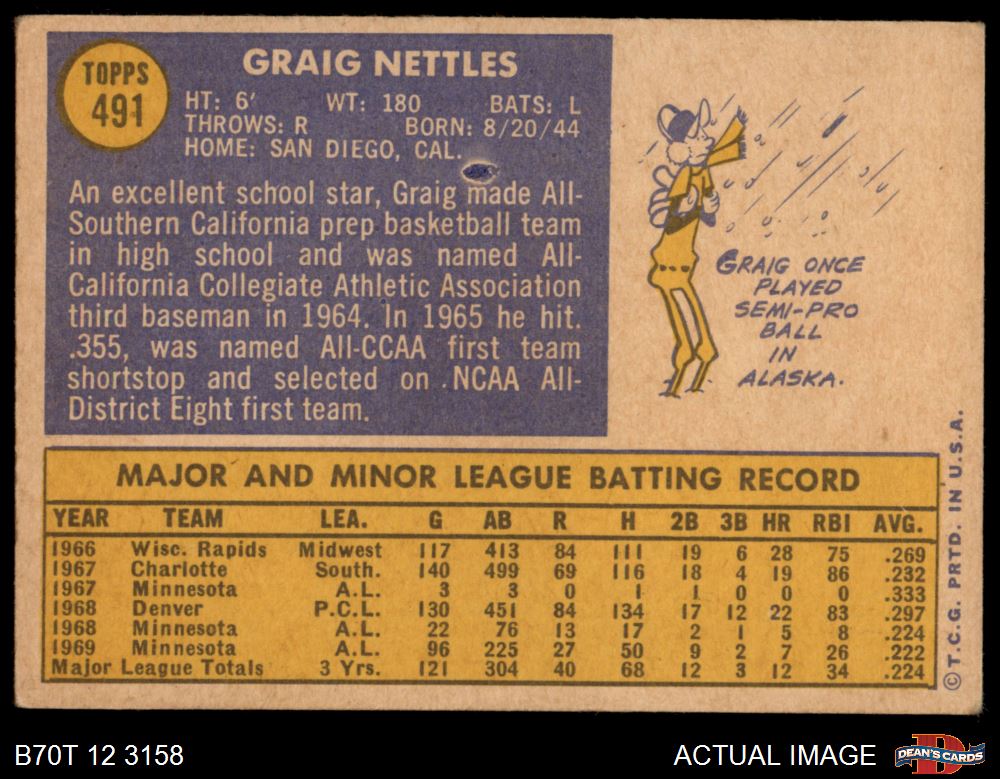 TOPPS
491
GRAIG NETTLES
HT: 6' WT: 180 BATS: L
THROWS: R BORN: 8/20/44
HOME: SAN DIEGO, CAL.
An excellent school star, Graig made All-
Southern California prep basketball team
in high school and was named All-
California Collegiate Athletic Association
third baseman in 1964. In 1965 he hit.
.355, was named All-CCAA first team
shortstop and selected on .NCAA All-
District Eight first team.
GRAIG ONCE
PLAYED
SEMI-PRO
BALL
IN
ALASKA.
MAJOR AND MINOR LEAGUE BATTING RECORD
YEAR TEAM LEA. G AB R H 2B 3B HR RBI AVG.
1966 Wisc. Rapids Midwest 117 413 84 111 19 6 28 75 .269
1967 Charlotte South. 140 499 69 116 18 4 19 86 .232
1967 Minnesota A.L. 3 3 0 1 1 0 0 0 .333
1968 Denver P.C.L. 130 451 84 134 17 12 22 83 .297
1968 Minnesota A.L. 22 76 13 17 2 1 5 8 .224
1969 Minnesota A.L. 96 225 27 50 9 2 7 26 .222
Major League Totals 3 Yrs. 121 304 40 68 12 3 12 34 .224
© T.C.G. PRTD. IN U.S.A.
B70T 12 3158
ACTUAL IMAGE
DEAN'S CARDS